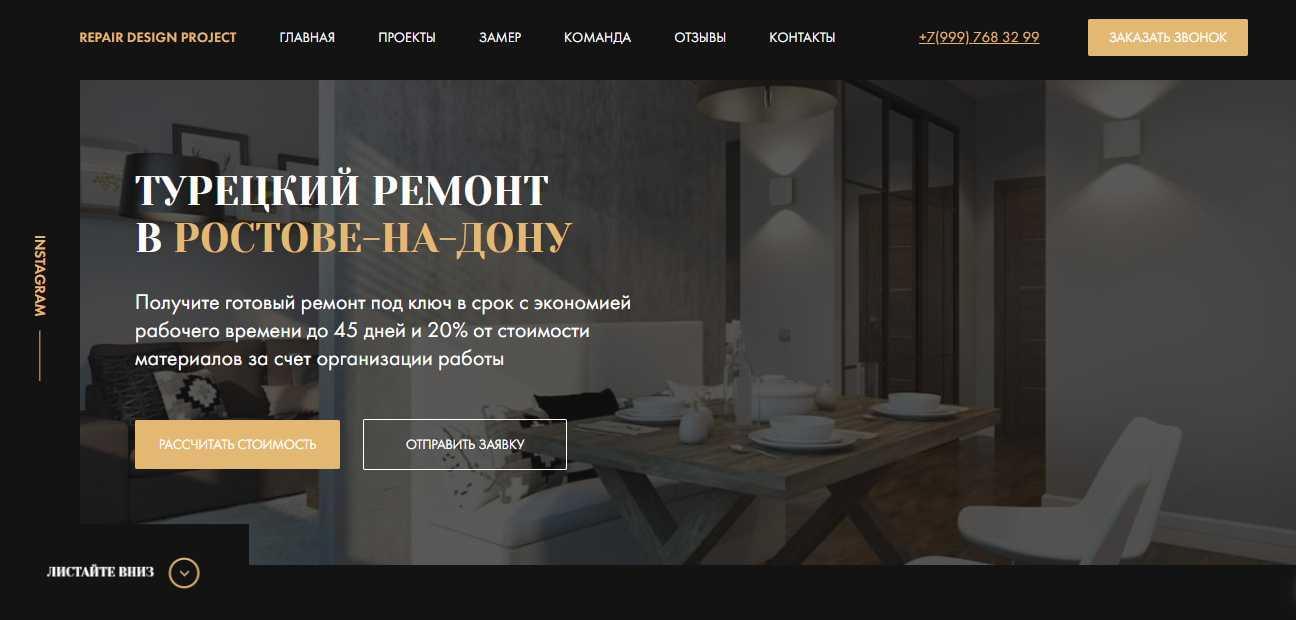 REPAIR DESIGN PROJECT
ГЛАВНАЯ
ПРОЕКТЫ
ЗАМЕР
КОМАНДА
ОТЗЫВЫ
КОНТАКТЫ
+7(999) 768 32 99
ЗАКАЗАТЬ ЗВОНОК
INSTAGRAM
ТУРЕЦКИЙ РЕМОНТ
В РОСТОВЕ-НА-ДОНУ
Получите готовый ремонт под ключ в срок с экономией
рабочего времени до 45 дней и 20% от стоимости
материалов за счет организации работы
РАССЧИТАТЬ СТОИМОСТЬ
ОТПРАВИТЬ ЗАЯВКУ
ЛИСТАЙТЕ ВНИЗ